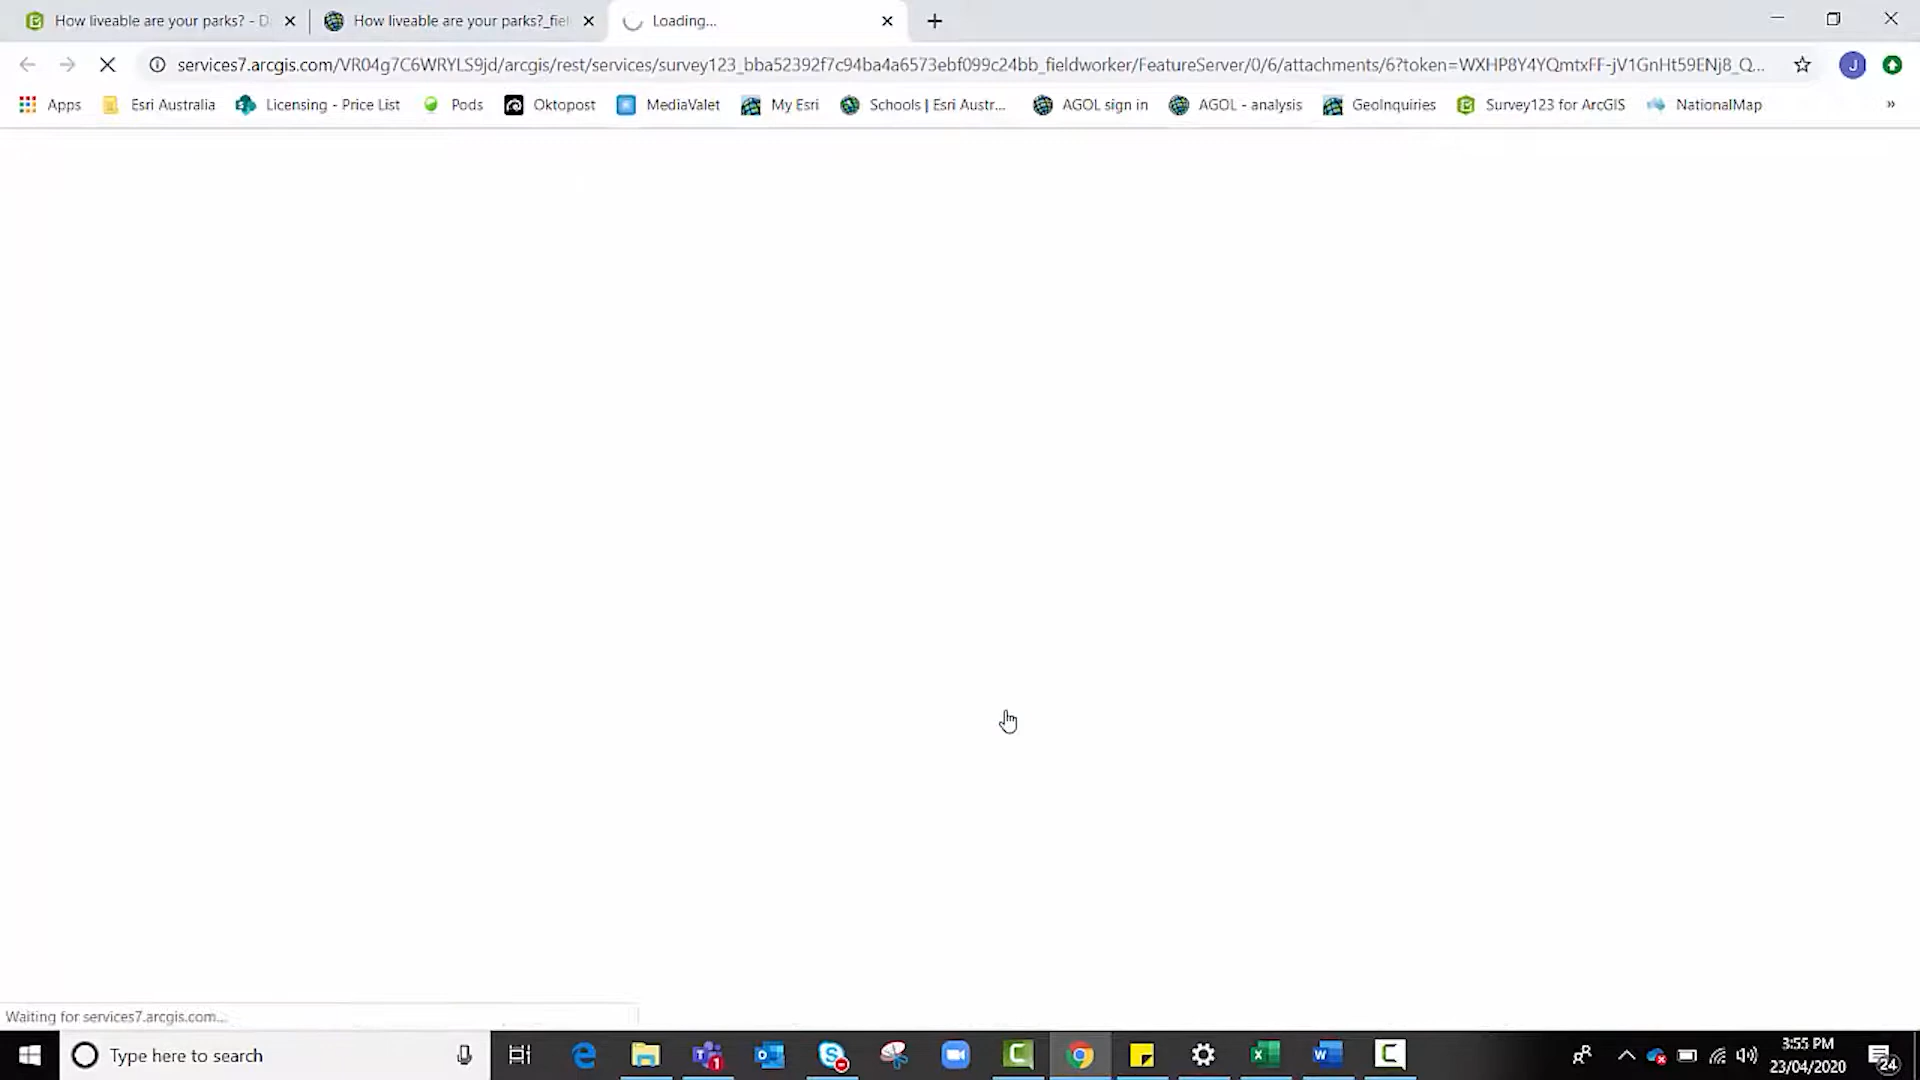 How liveable are your parks? - D
How liveable are your parks?_fiel
Loading...
services7.arcgis.com/VR04g7C6WRYLS9jd/arcgis/rest/services/survey123_bba52392f7c94ba4a6573ebf099c24bb_fieldworker/FeatureServer/0/6/attachments/6?token=WXHP8Y4YQmtxFF-jV1GnHt59ENj8_Q...
J
Apps
Esri Australia
Licensing - Price List
Pods
Oktopost
MediaValet
My Esri
Schools | Esri Austr...
AGOL sign in
AGOL - analysis
GeoInquiries
Survey123 for ArcGIS
NationalMap
»
Waiting for services7.arcgis.com...
Type here to search
1
3:55 PM
23/04/2020
24